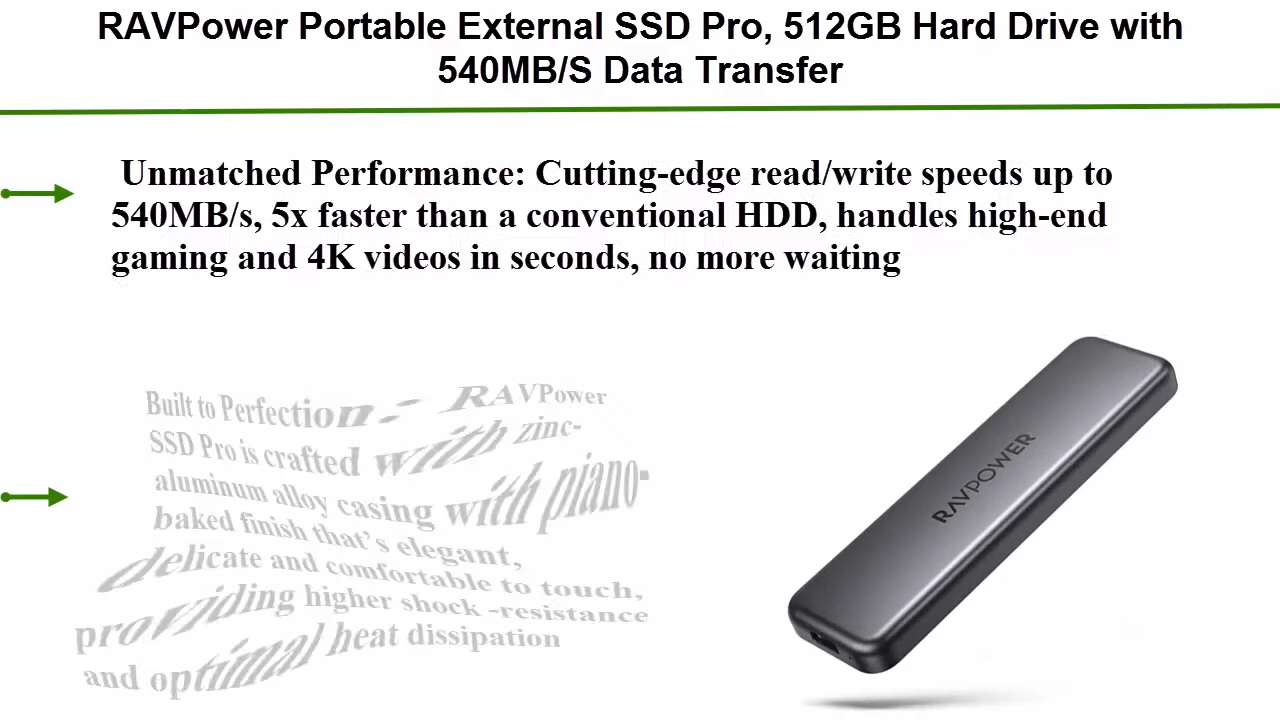 RAVPower Portable External SSD Pro, 512GB Hard Drive with
540MB/S Data Transfer
Unmatched Performance: Cutting-edge read/write speeds up to
540MB/s, 5x faster than a conventional HDD, handles high-end
gaming and 4K videos in seconds, no more waiting
Built to Perfection: - RAVPower
SSD Pro is crafted with zinc-
aluminum alloy casing with piano-
baked finish that's elegant,
delicate and comfortable to touch,
providing higher shock -resistance
and optimal heat dissipation
RAVPOWER